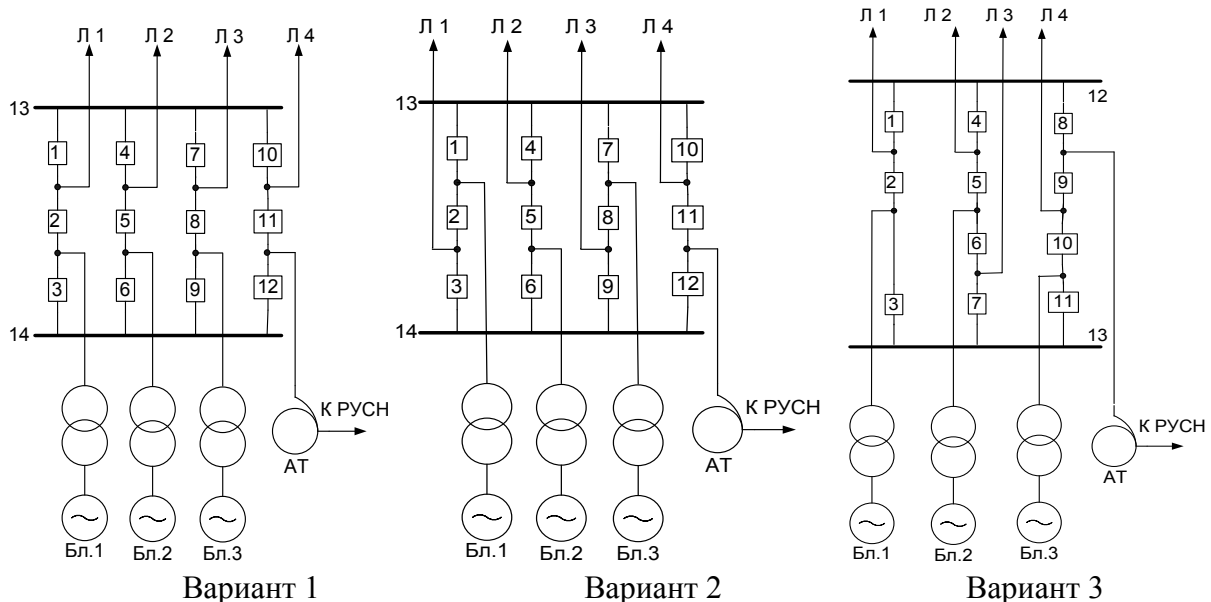 Л 1 Л 2 Л 3 Л 4
13
1 4 7 10
2 5 8 11
3 6 9 12
14
К РУСН
АТ
Бл.1 Бл.2 Бл.3
Вариант 1
Л 1 Л 2 Л 3 Л 4
13
1 4 7 10
2 5 8 11
3 6 9 12
14
К РУСН
АТ
Бл.1 Бл.2 Бл.3
Вариант 2
Л 1 Л 2 Л 3 Л 4
12
1 4 8
2 5 9
6 10
3 7 11
13
К РУСН
АТ
Бл.1 Бл.2 Бл.3
Вариант 3